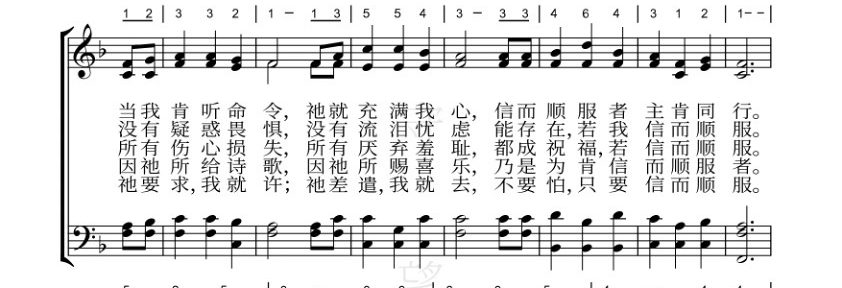 1 2 | 3 3 2 | 1 – 1 3 | 5 5 4 | 3 – 3 3 | 4 6 4 | 3 1 2 | 1 – – |
当我肯听命令，祂就充满我心，信而顺服者主肯同行。
没有疑惑畏惧，没有流泪忧虑能存在，若我信而顺服。
所有伤心损失，所有厌弃羞耻，都成祝福，若信而顺服。
因祂所给诗歌，因祂所赐喜乐，乃是为肯信而顺服者。
祂要求，我就许；祂差遣，我就去，不要怕，只要信而顺服。